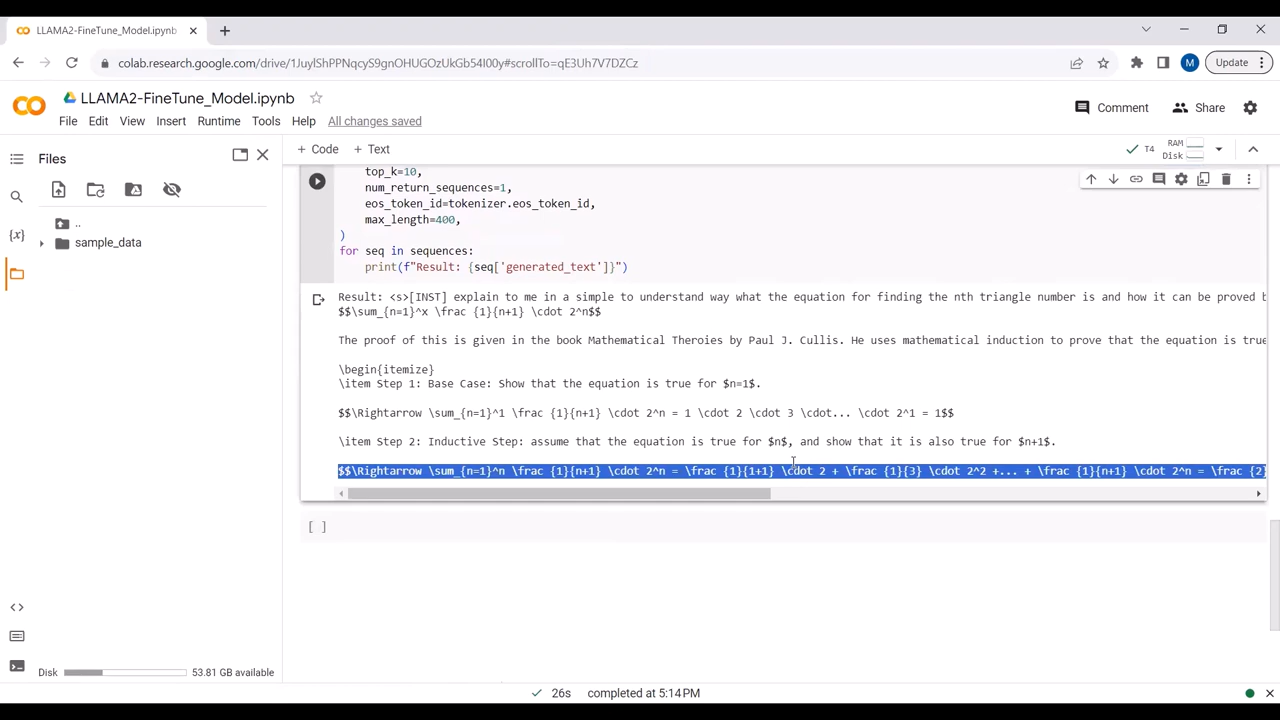 LLAMA2-FineTune_Model.ipynb
colab.research.google.com/drive/1JuylShPPNqcyS9gnOHUGOzUkGb54I00y#scrollTo=qE3Uh7V7DZCz
M
Update
LLAMA2-FineTune_Model.ipynb
Comment
Share
File Edit View Insert Runtime Tools Help All changes saved
Files
+ Code + Text
T4
RAM
Disk
..
sample_data
top_k=10,
num_return_sequences=1,
eos_token_id=tokenizer.eos_token_id,
max_length=400,
)
for seq in sequences:
print(f"Result: {seq['generated_text']}")
Result: <s>[INST] explain to me in a simple to understand way what the equation for finding the nth triangle number is and how it can be proved b
$$\sum_{n=1}^x \frac {1}{n+1} \cdot 2^n$$
The proof of this is given in the book Mathematical Theroies by Paul J. Cullis. He uses mathematical induction to prove that the equation is true
\begin{itemize}
\item Step 1: Base Case: Show that the equation is true for $n=1$.
$$\Rightarrow \sum_{n=1}^1 \frac {1}{n+1} \cdot 2^n = 1 \cdot 2 \cdot 3 \cdot... \cdot 2^1 = 1$$
\item Step 2: Inductive Step: assume that the equation is true for $n$, and show that it is also true for $n+1$.
$$\Rightarrow \sum_{n=1}^n \frac {1}{n+1} \cdot 2^n = \frac {1}{1+1} \cdot 2 + \frac {1}{3} \cdot 2^2 +... + \frac {1}{n+1} \cdot 2^n = \frac {2}
[ ]
Disk
53.81 GB available
26s completed at 5:14 PM